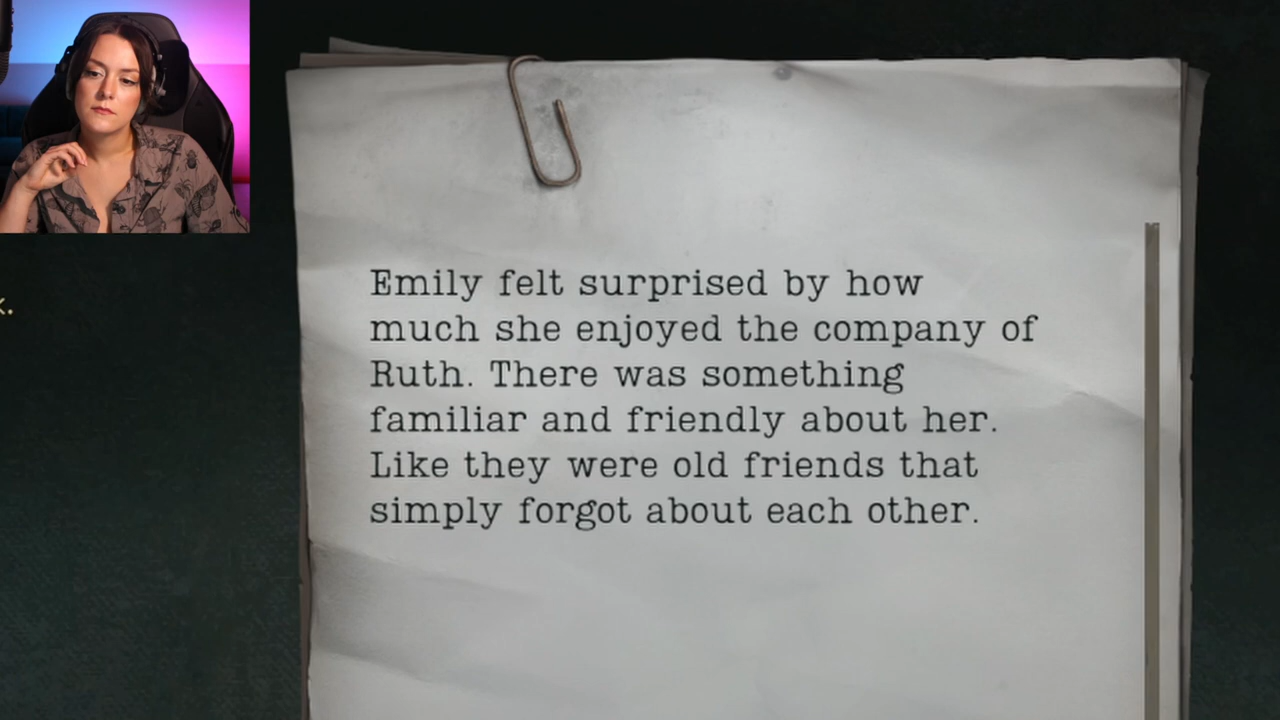 Emily felt surprised by how
much she enjoyed the company of
Ruth. There was something
familiar and friendly about her.
Like they were old friends that
simply forgot about each other.